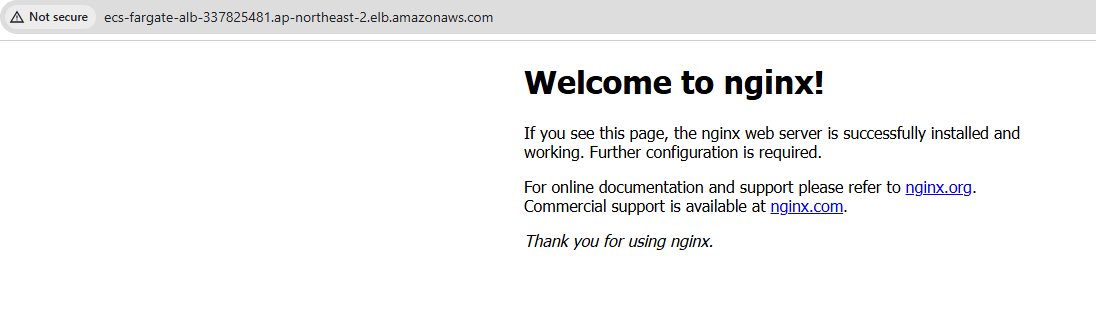 Not secure ecs-fargate-alb-337825481.ap-northeast-2.elb.amazonaws.com
Welcome to nginx!
If you see this page, the nginx web server is successfully installed and
working. Further configuration is required.
For online documentation and support please refer to nginx.org.
Commercial support is available at nginx.com.
Thank you for using nginx.